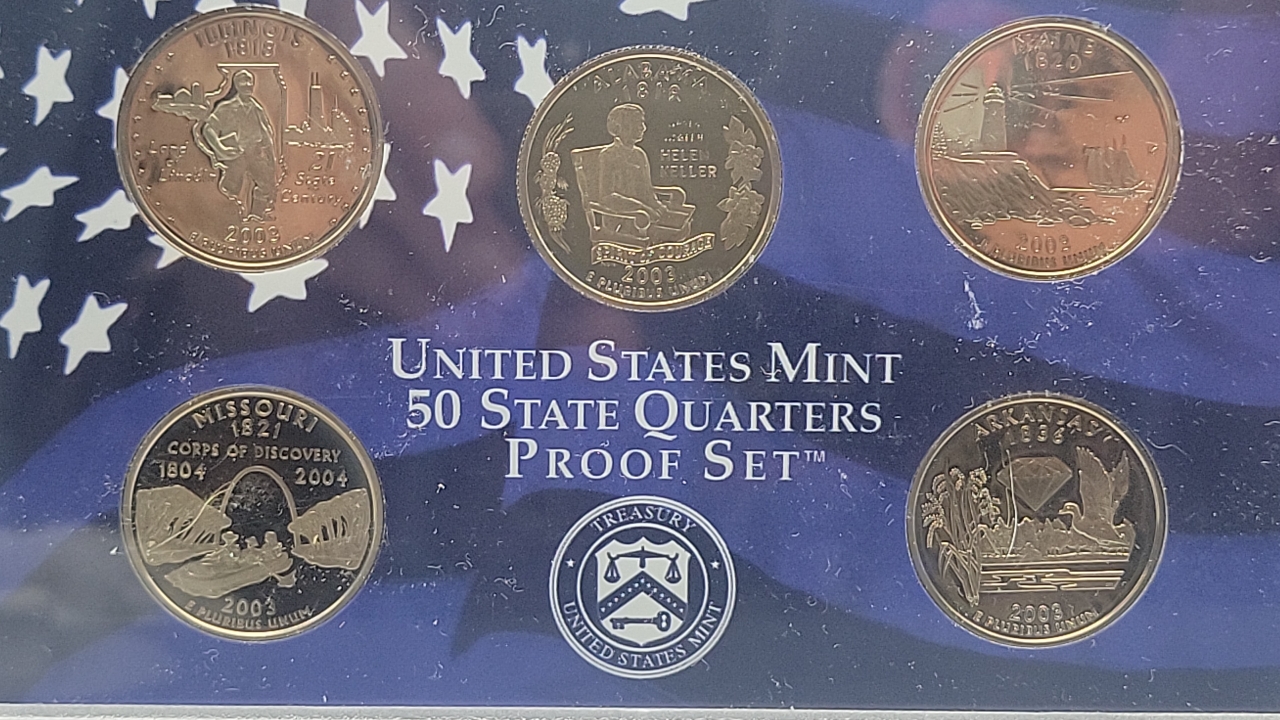 ILLINOIS
1818
Land of Lincoln
21st State
Century
2003
E PLURIBUS UNUM
ALABAMA
1819
HELEN
KELLER
SPIRIT OF COURAGE
2003
E PLURIBUS UNUM
MAINE
1820
2003
E PLURIBUS UNUM
UNITED STATES MINT
50 STATE QUARTERS
PROOF SET™
MISSOURI
1821
CORPS OF DISCOVERY
1804 2004
2003
E PLURIBUS UNUM
TREASURY
UNITED STATES MINT
ARKANSAS
1836
2003
E PLURIBUS UNUM